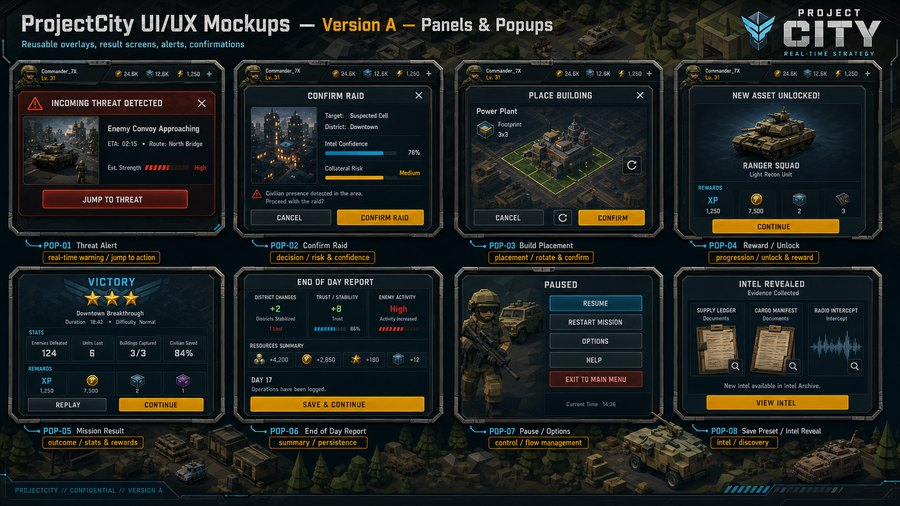 ProjectCity UI/UX Mockups — Version A — Panels & Popups
Reusable overlays, result screens, alerts, confirmations
PROJECT
CITY
REAL-TIME STRATEGY
Commander_7X
Lv. 31
24.6K 12.6K 1,250 +
INCOMING THREAT DETECTED
Enemy Convoy Approaching
ETA: 02:15 • Route: North Bridge
Est. Strength High
JUMP TO THREAT
POP-01 Threat Alert
real-time warning / jump to action
Commander_7X
Lv. 31
24.6K 12.6K 1,250 +
CONFIRM RAID
Target: Suspected Cell
District: Downtown
Intel Confidence
78%
Collateral Risk
Medium
Civilian presence detected in the area.
Proceed with the raid?
CANCEL
CONFIRM RAID
POP-02 Confirm Raid
decision / risk & confidence
Commander_7X
Lv. 31
24.6K 12.6K 1,250 +
PLACE BUILDING
Power Plant
Footprint
3x3
CANCEL
CONFIRM
POP-03 Build Placement
placement / rotate & confirm
Commander_7X
Lv. 31
24.6K 12.6K 1,250 +
NEW ASSET UNLOCKED!
RANGER SQUAD
Light Recon Unit
REWARDS
XP
1,250 7,500 2 3
CONTINUE
POP-04 Reward / Unlock
progression / unlock & reward
VICTORY
Downtown Breakthrough
Duration 18:42 • Difficulty Normal
STATS
Enemies Defeated Units Lost Buildings Captured Civilian Saved
124 6 3/3 84%
REWARDS
XP
1,250 7,500 2 1
REPLAY
CONTINUE
POP-05 Mission Result
outcome / stats & rewards
END OF DAY REPORT
DISTRICT CHANGES TRUST / STABILITY ENEMY ACTIVITY
+2 +8 High
Districts Stabilized Trust Activity Increased
1 Lost 86%
RESOURCES SUMMARY
+4,200 +2,850 +180 +12
DAY 17
Operations have been logged.
SAVE & CONTINUE
POP-06 End of Day Report
summary / persistence
PAUSED
RESUME
RESTART MISSION
OPTIONS
HELP
EXIT TO MAIN MENU
Current Time 14:36
POP-07 Pause / Options
control / flow management
INTEL REVEALED
Evidence Collected
SUPPLY LEDGER CARGO MANIFEST RADIO INTERCEPT
Documents Documents Intercept
New Intel available in Intel Archive.
VIEW INTEL
POP-08 Save Preset / Intel Reveal
intel / discovery
PROJECTCITY // CONFIDENTIAL // VERSION A